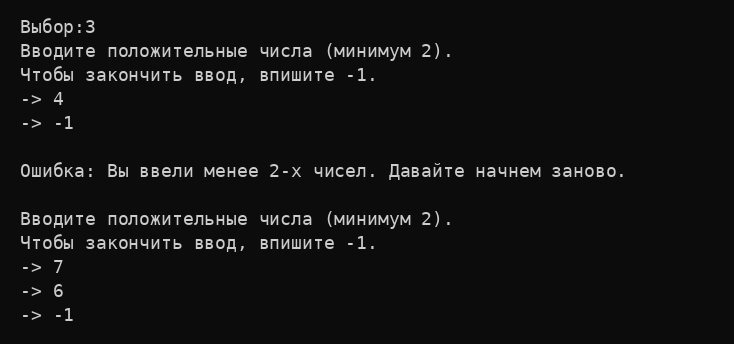 Выбор:3
Вводите положительные числа (минимум 2).
Чтобы закончить ввод, впишите -1.
-> 4
-> -1
Ошибка: Вы ввели менее 2-х чисел. Давайте начнем заново.
Вводите положительные числа (минимум 2).
Чтобы закончить ввод, впишите -1.
-> 7
-> 6
-> -1